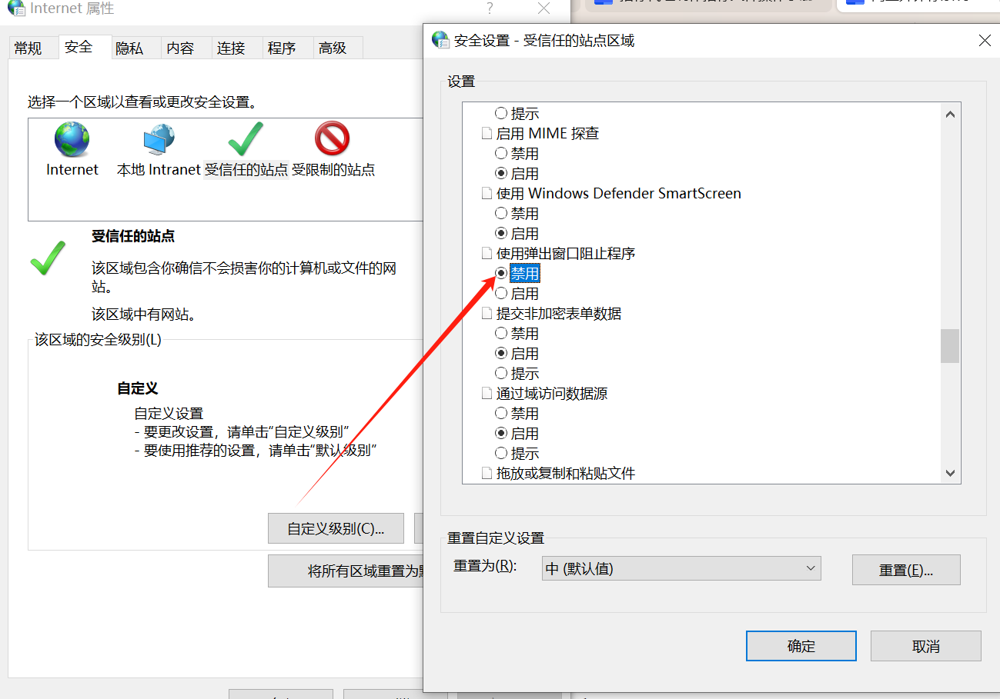 Internet 属性
?
常规
安全
隐私
内容
连接
程序
高级
选择一个区域以查看或更改安全设置。
Internet
本地 Intranet
受信任的站点
受限制的站点
受信任的站点
该区域包含你确信不会损害你的计算机或文件的网
站。
该区域中有网站。
该区域的安全级别(L)
自定义
自定义设置
- 要更改设置，请单击“自定义级别”
- 要使用推荐的设置，请单击“默认级别”
自定义级别(C)...
将所有区域重置为
安全设置 - 受信任的站点区域
设置
提示
启用 MIME 探查
禁用
启用
使用 Windows Defender SmartScreen
禁用
启用
使用弹出窗口阻止程序
禁用
启用
提交非加密表单数据
禁用
启用
提示
通过域访问数据源
禁用
启用
提示
拖放或复制和粘贴文件
重置自定义设置
重置为(R):
中 (默认值)
重置(E)...
确定
取消